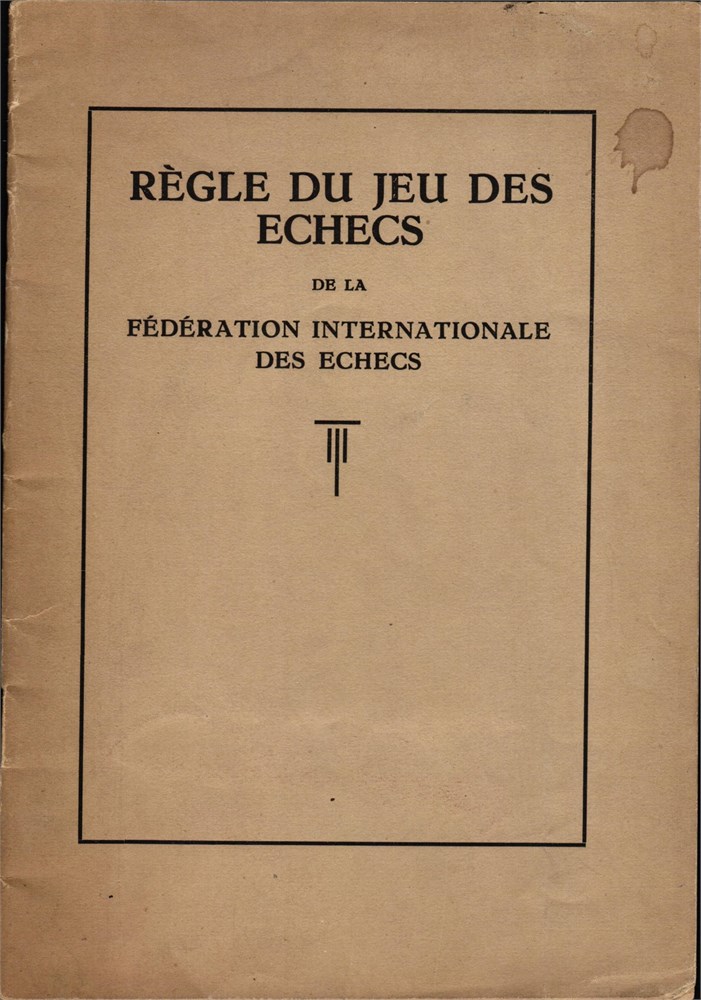 RÈGLE DU JEU DES
ECHECS
DE LA
FÉDÉRATION INTERNATIONALE
DES ECHECS